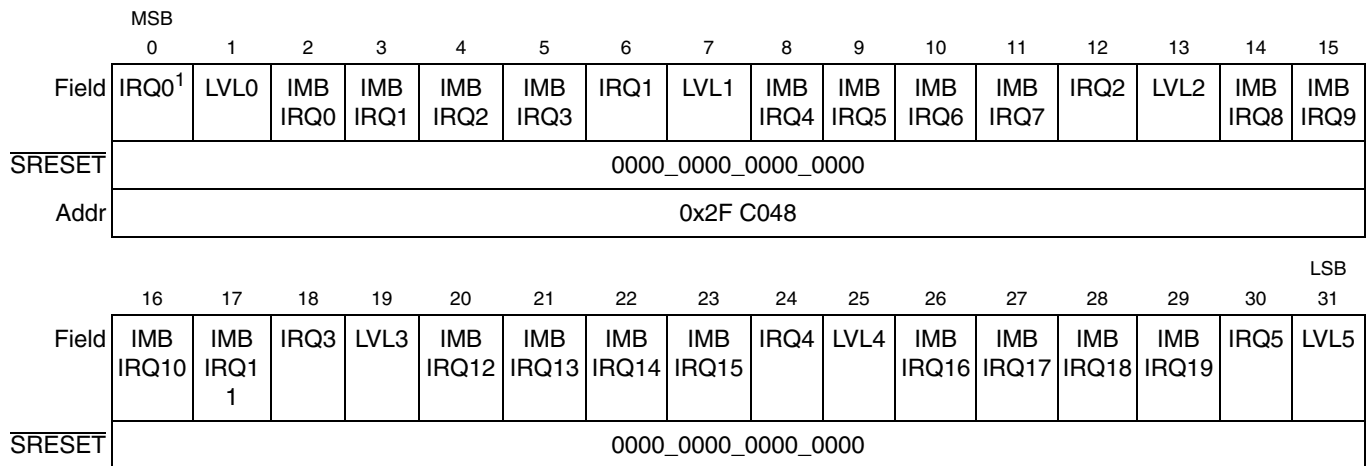 MSB
0 1 2 3 4 5 6 7 8 9 10 11 12 13 14 15
Field IRQ0¹ LVL0 IMB IMB IMB IMB IRQ1 LVL1 IMB IMB IMB IMB IRQ2 LVL2 IMB IMB
IRQ0 IRQ1 IRQ2 IRQ3 IRQ4 IRQ5 IRQ6 IRQ7 IRQ8 IRQ9
SRESET 0000_0000_0000_0000
Addr 0x2F C048
LSB
16 17 18 19 20 21 22 23 24 25 26 27 28 29 30 31
Field IMB IMB IRQ3 LVL3 IMB IMB IMB IMB IRQ4 LVL4 IMB IMB IMB IMB IRQ5 LVL5
IRQ10 IRQ1 IRQ12 IRQ13 IRQ14 IRQ15 IRQ16 IRQ17 IRQ18 IRQ19
1
SRESET 0000_0000_0000_0000